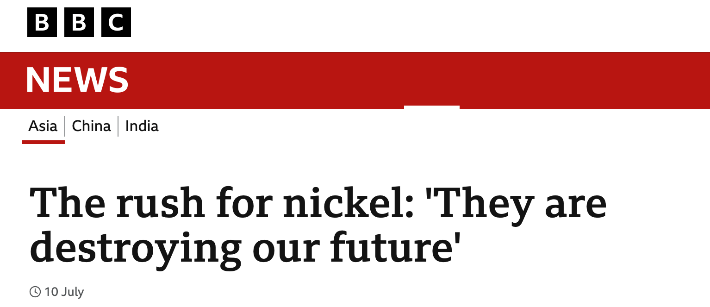 BBC
NEWS
Asia China India
The rush for nickel: 'They are
destroying our future'
10 July